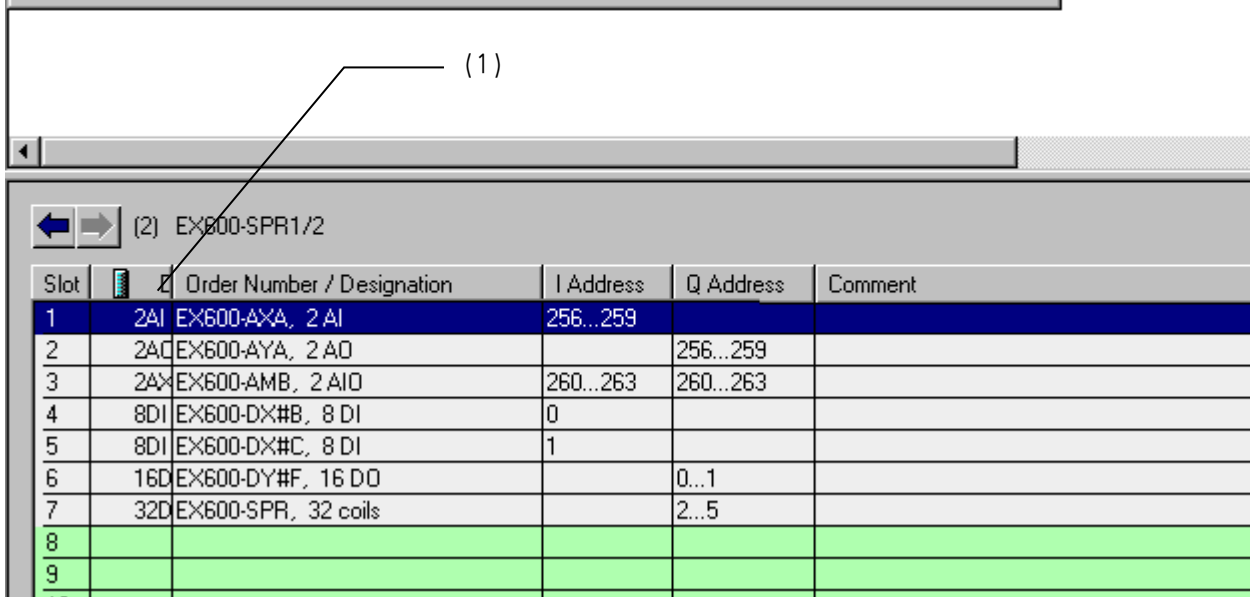 (1)
(2) EX600-SPR1/2
Slot D Order Number / Designation I Address Q Address Comment
1 2AI EX600-AXA, 2 AI 256...259
2 2AO EX600-AYA, 2 AO 256...259
3 2AX EX600-AMB, 2 AIO 260...263 260...263
4 8DI EX600-DX#B, 8 DI 0
5 8DI EX600-DX#C, 8 DI 1
6 16D EX600-DY#F, 16 DO 0...1
7 32D EX600-SPR, 32 coils 2...5
8
9